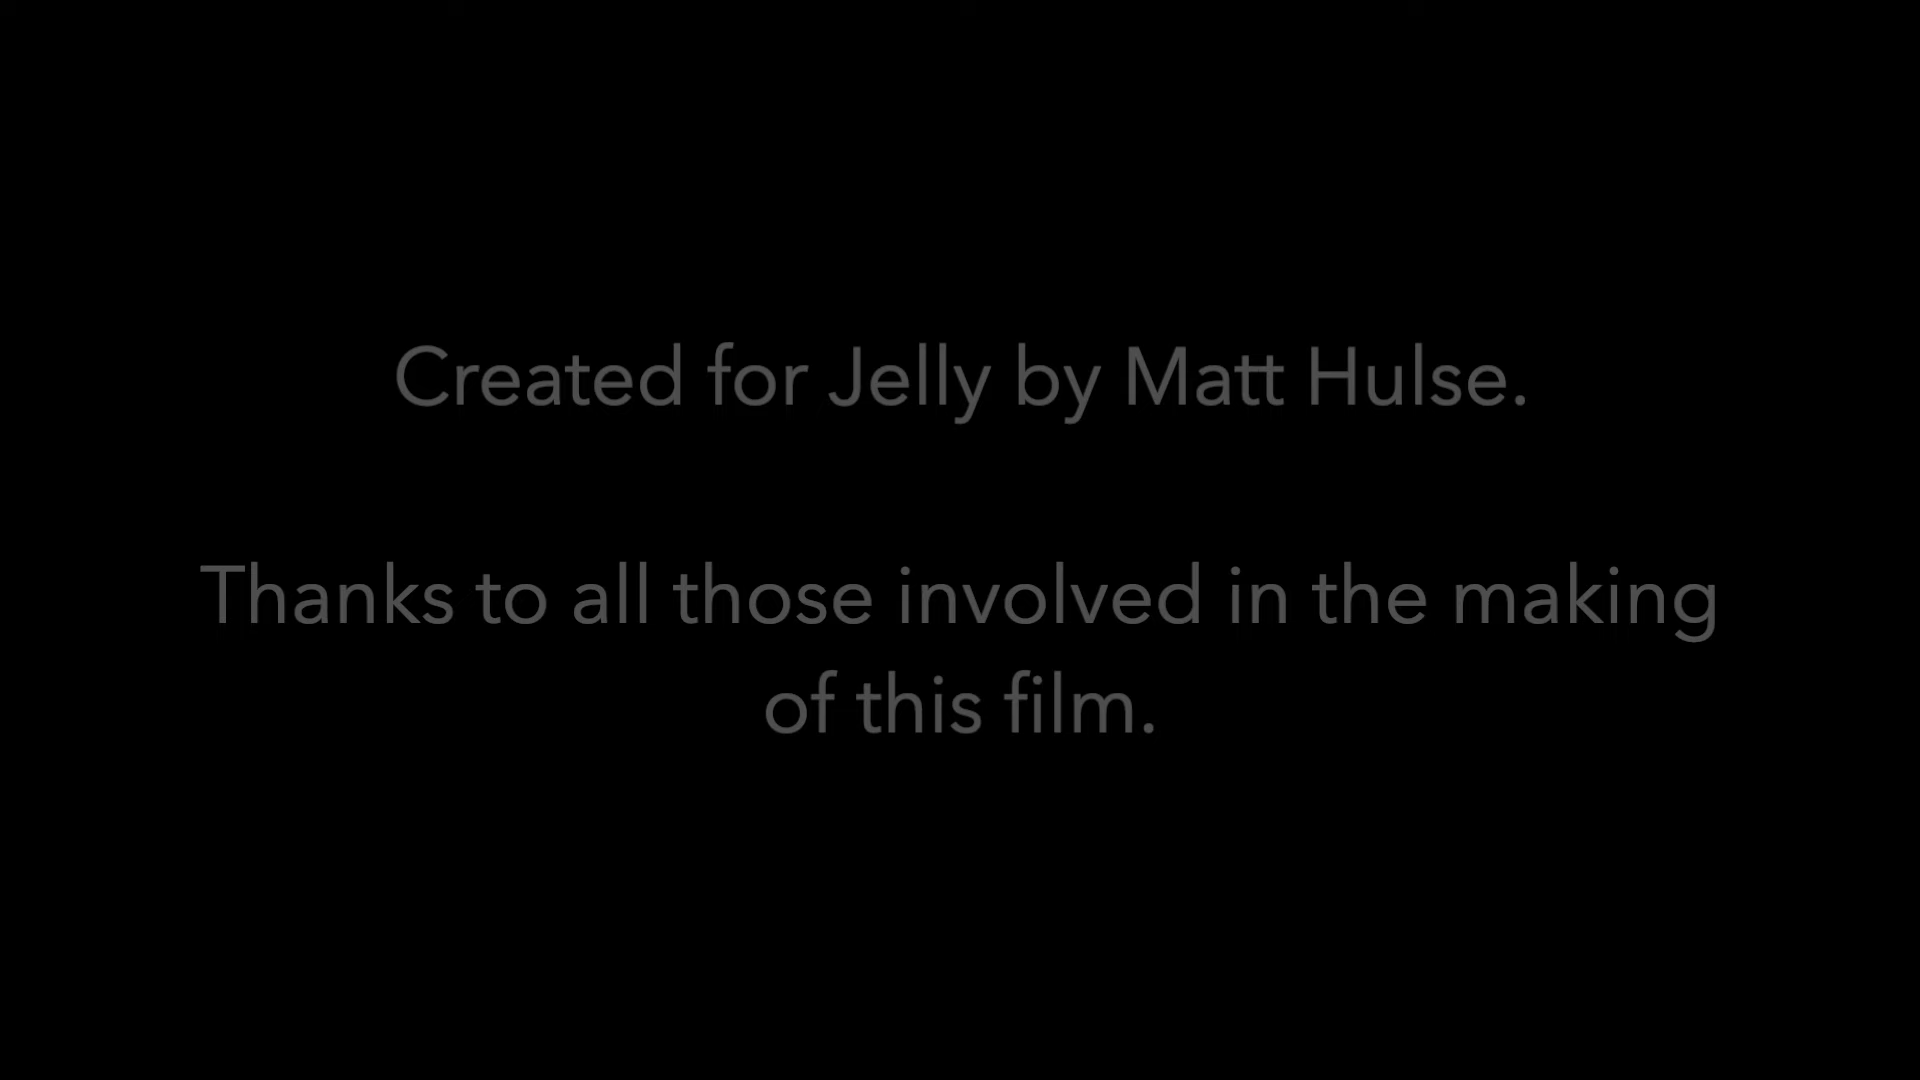 Created for Jelly by Matt Hulse.
Thanks to all those involved in the making
of this film.